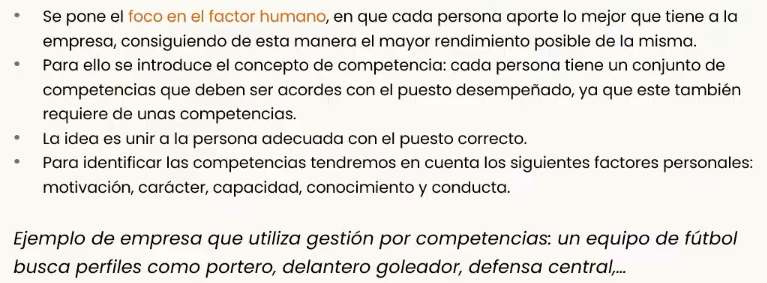 • Se pone el foco en el factor humano, en que cada persona aporte lo mejor que tiene a la
empresa, consiguiendo de esta manera el mayor rendimiento posible de la misma.
• Para ello se introduce el concepto de competencia: cada persona tiene un conjunto de
competencias que deben ser acordes con el puesto desempeñado, ya que este también
requiere de unas competencias.
• La idea es unir a la persona adecuada con el puesto correcto.
• Para identificar las competencias tendremos en cuenta los siguientes factores personales:
motivación, carácter, capacidad, conocimiento y conducta.
Ejemplo de empresa que utiliza gestión por competencias: un equipo de fútbol
busca perfiles como portero, delantero goleador, defensa central,...